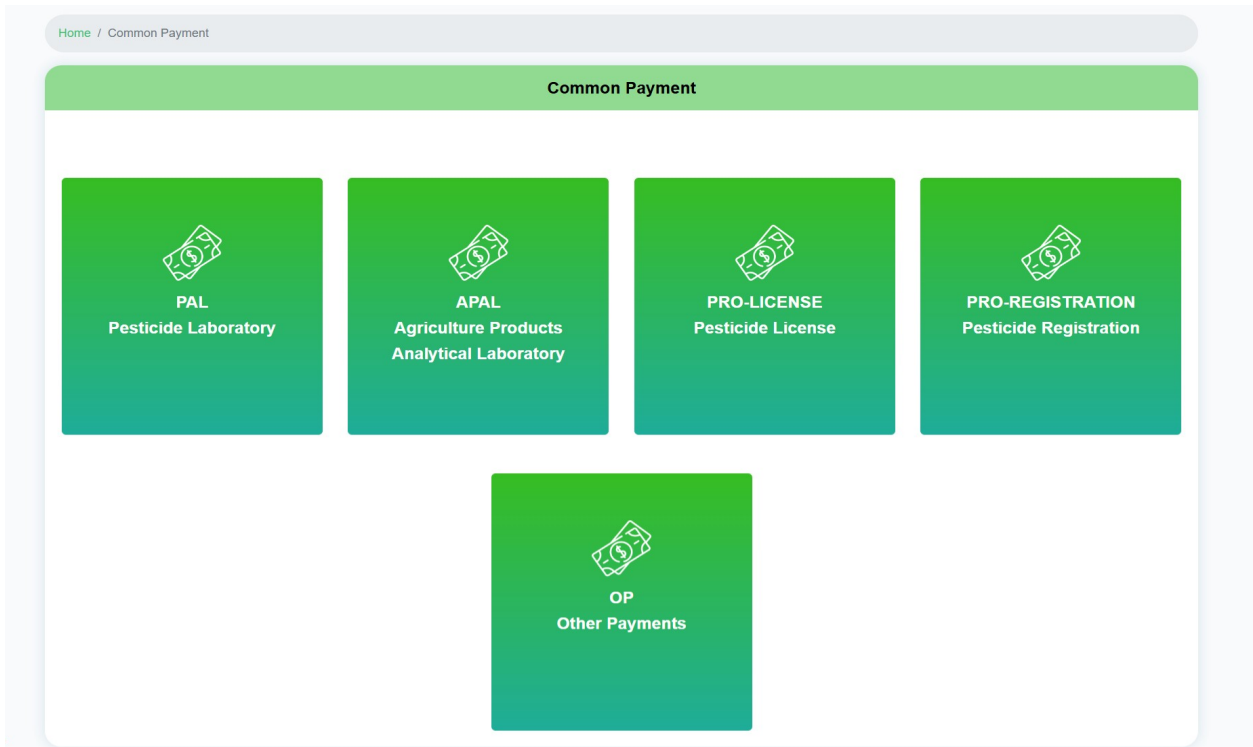 Home / Common Payment
Common Payment
PAL
Pesticide Laboratory
APAL
Agriculture Products
Analytical Laboratory
PRO-LICENSE
Pesticide License
PRO-REGISTRATION
Pesticide Registration
OP
Other Payments